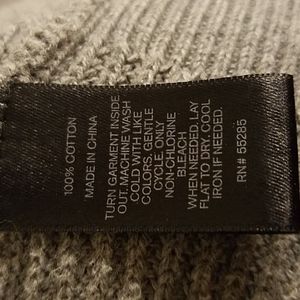 100% COTTON
MADE IN CHINA
TURN GARMENT INSIDE
OUT. MACHINE WASH
COLD WITH LIKE
COLORS, GENTLE
CYCLE. ONLY
NON-CHLORINE
BLEACH
WHEN NEEDED. LAY
FLAT TO DRY. COOL
IRON IF NEEDED.
RN# 55285